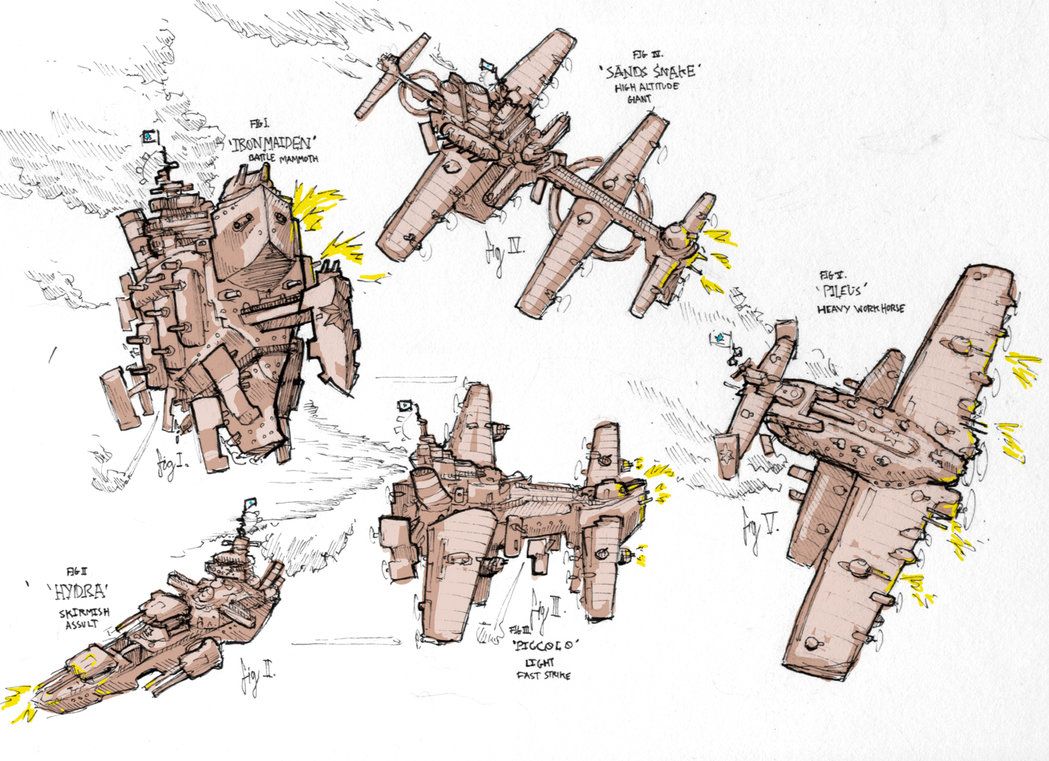 FIG I.
'IRON MAIDEN'
BATTLE MAMMOTH
fig I.
FIG IV.
'SANDS SNAKE'
HIGH ALTITUDE
GIANT
fig IV.
FIG V.
'PILEUS'
HEAVY WORKHORSE
fig V.
FIG II
'HYDRA'
SKIRMISH
ASSULT
fig II.
fig III.
FIG III.
'PICCOLO'
LIGHT
FAST STRIKE